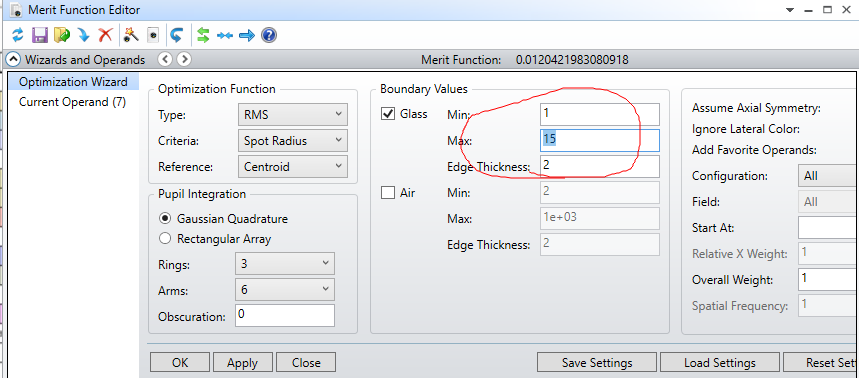 Merit Function Editor
Wizards and Operands Merit Function: 0.0120421983080918
Optimization Wizard
Current Operand (7)
Optimization Function
Type: RMS
Criteria: Spot Radius
Reference: Centroid
Pupil Integration
Gaussian Quadrature
Rectangular Array
Rings: 3
Arms: 6
Obscuration: 0
Boundary Values
Glass Min: 1
Max: 15
Edge Thickness: 2
Air Min: 2
Max: 1e+03
Edge Thickness: 2
Assume Axial Symmetry:
Ignore Lateral Color:
Add Favorite Operands:
Configuration: All
Field: All
Start At:
Relative X Weight: 1
Overall Weight: 1
Spatial Frequency: 1
OK Apply Close Save Settings Load Settings Reset Set